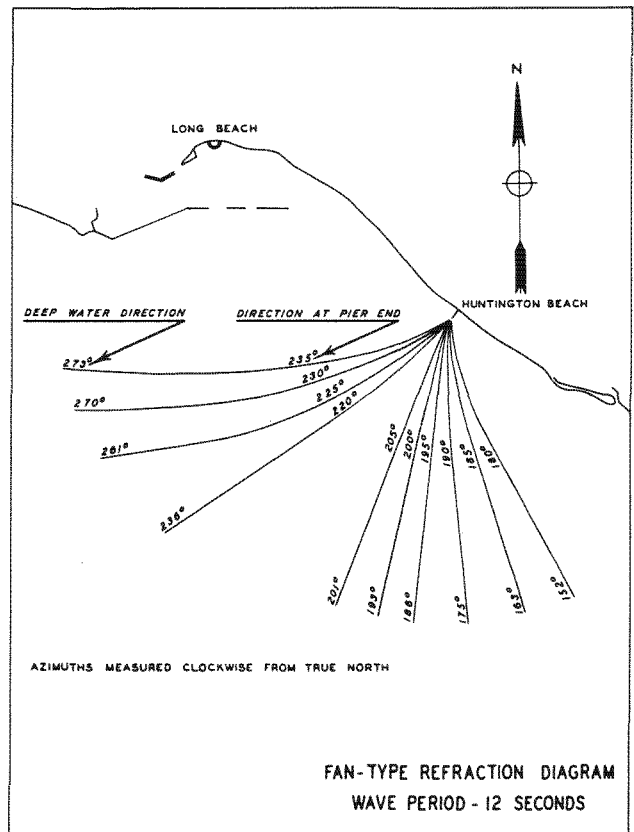 N
LONG BEACH
HUNTINGTON BEACH
DEEP WATER DIRECTION
DIRECTION AT PIER END
273°
235°
230°
270°
225°
220°
261°
236°
205°
200°
195°
190°
185°
180°
201°
193°
188°
175°
163°
152°
AZIMUTHS MEASURED CLOCKWISE FROM TRUE NORTH
FAN-TYPE REFRACTION DIAGRAM
WAVE PERIOD - 12 SECONDS